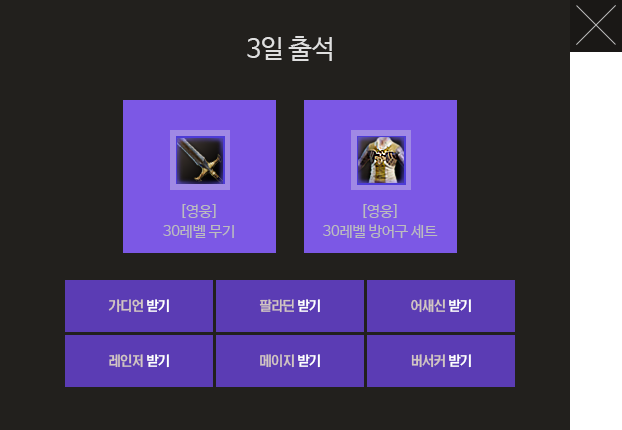 3일 출석
[영웅]
30레벨 무기
[영웅]
30레벨 방어구 세트
가디언 받기
팔라딘 받기
어새신 받기
레인저 받기
메이지 받기
버서커 받기